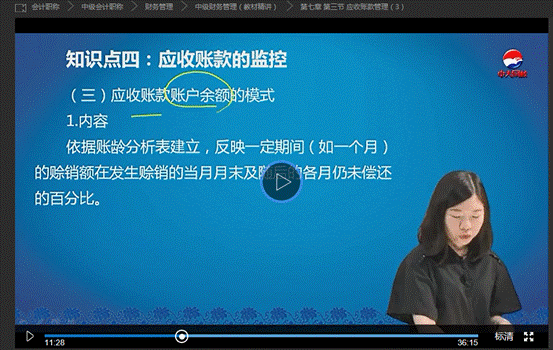 会计职称 > 中级会计职称 > 财务管理 > 中级财务管理（教材精讲） > 第七章 第三节 应收账款管理（3）
知识点四：应收账款的监控
中大网校
（三）应收账款账户余额的模式
1.内容
依据账龄分析表建立，反映一定期间（如一个月）
的赊销额在发生赊销的当月月末及随后的各月仍未偿还
的百分比。
11:28
36:15
标清